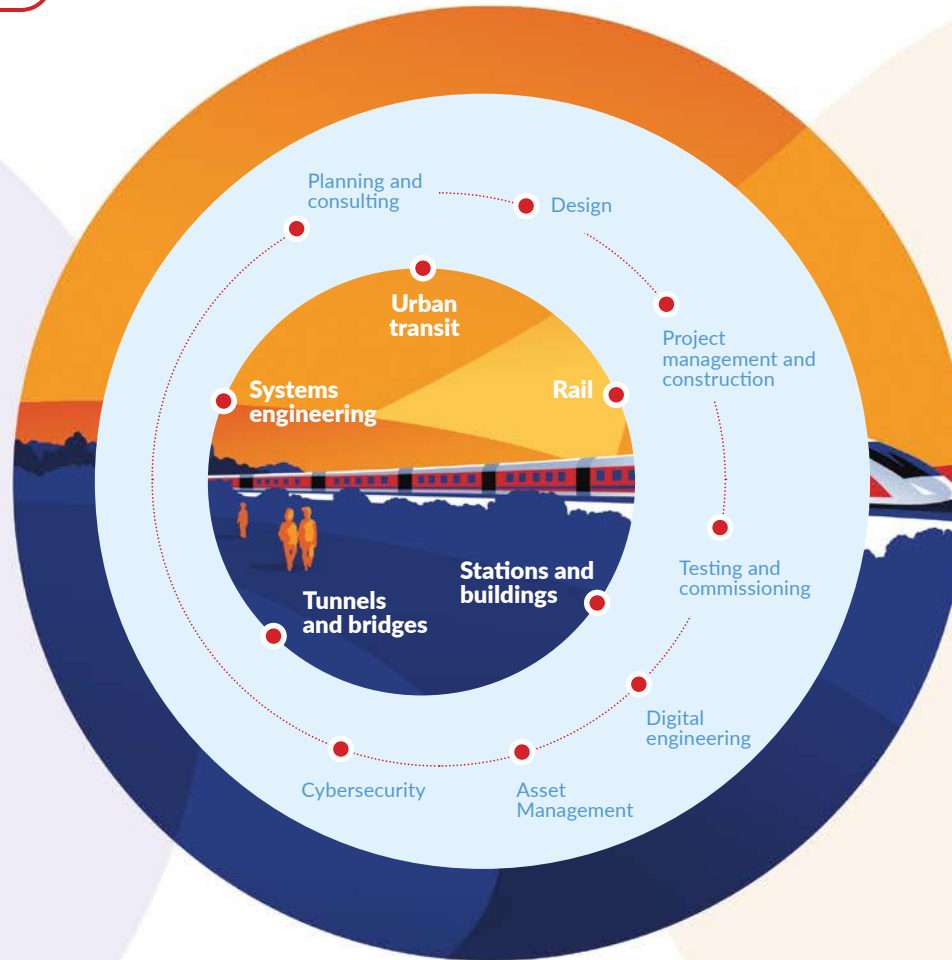 Planning and
consulting
Design
Project
management and
construction
Testing and
commissioning
Digital
engineering
Asset
Management
Cybersecurity
Urban
transit
Rail
Stations and
buildings
Tunnels
and bridges
Systems
engineering